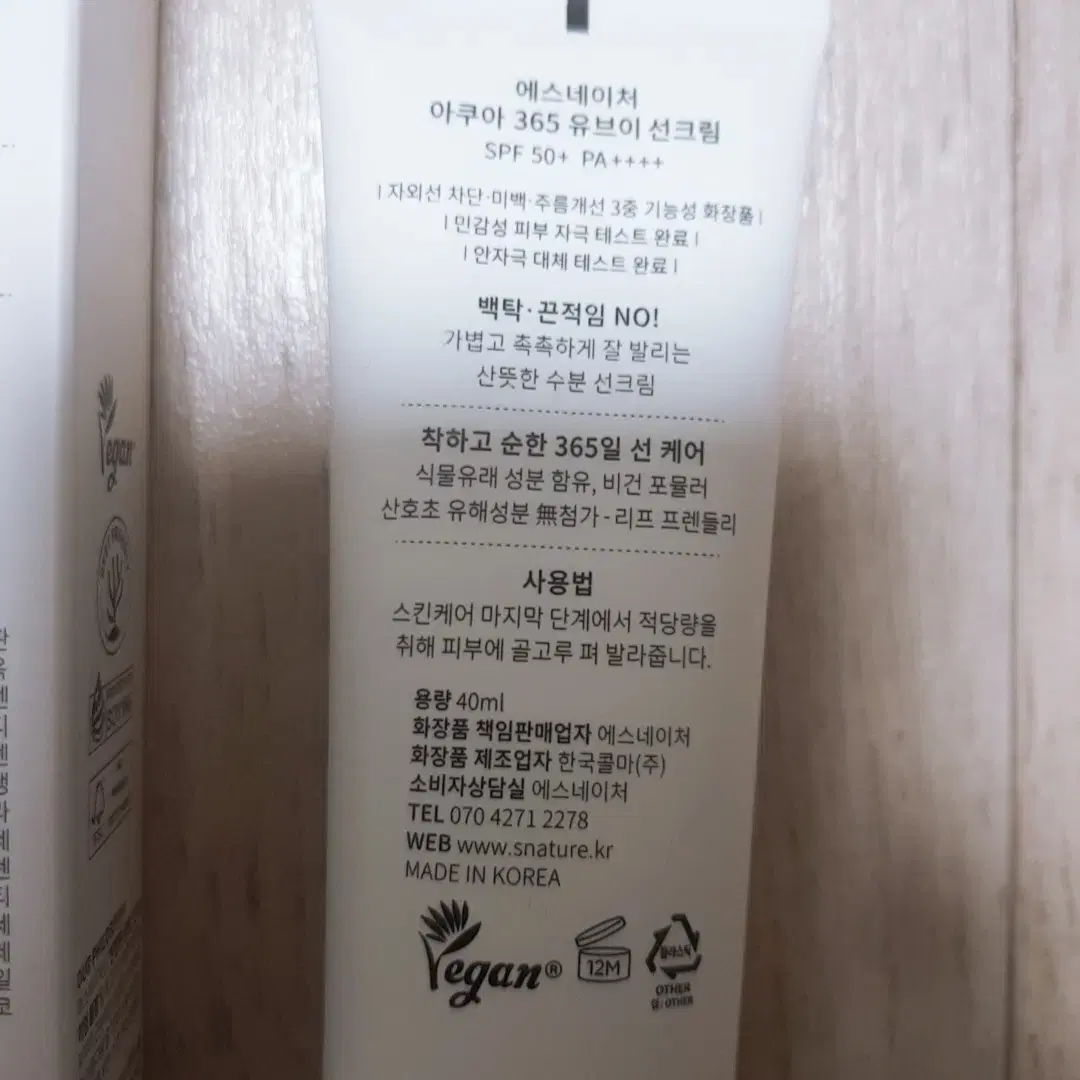 에스네이처
아쿠아 365 유브이 선크림
SPF 50+ PA++++
| 자외선 차단·미백·주름개선 3중 기능성 화장품 |
| 민감성 피부 자극 테스트 완료 |
| 안자극 대체 테스트 완료 |
백탁·끈적임 NO!
가볍고 촉촉하게 잘 발리는
산뜻한 수분 선크림
착하고 순한 365일 선 케어
식물유래 성분 함유, 비건 포뮬러
산호초 유해성분 無첨가 - 리프 프렌들리
사용법
스킨케어 마지막 단계에서 적당량을
취해 피부에 골고루 펴 발라줍니다.
용량 40ml
화장품 책임판매업자 에스네이처
화장품 제조업자 한국콜마(주)
소비자상담실 에스네이처
TEL 070 4271 2278
WEB www.snature.kr
MADE IN KOREA
Vegan®
12M
플라스틱
OTHER
캡: OTHER
Vegan
FSC